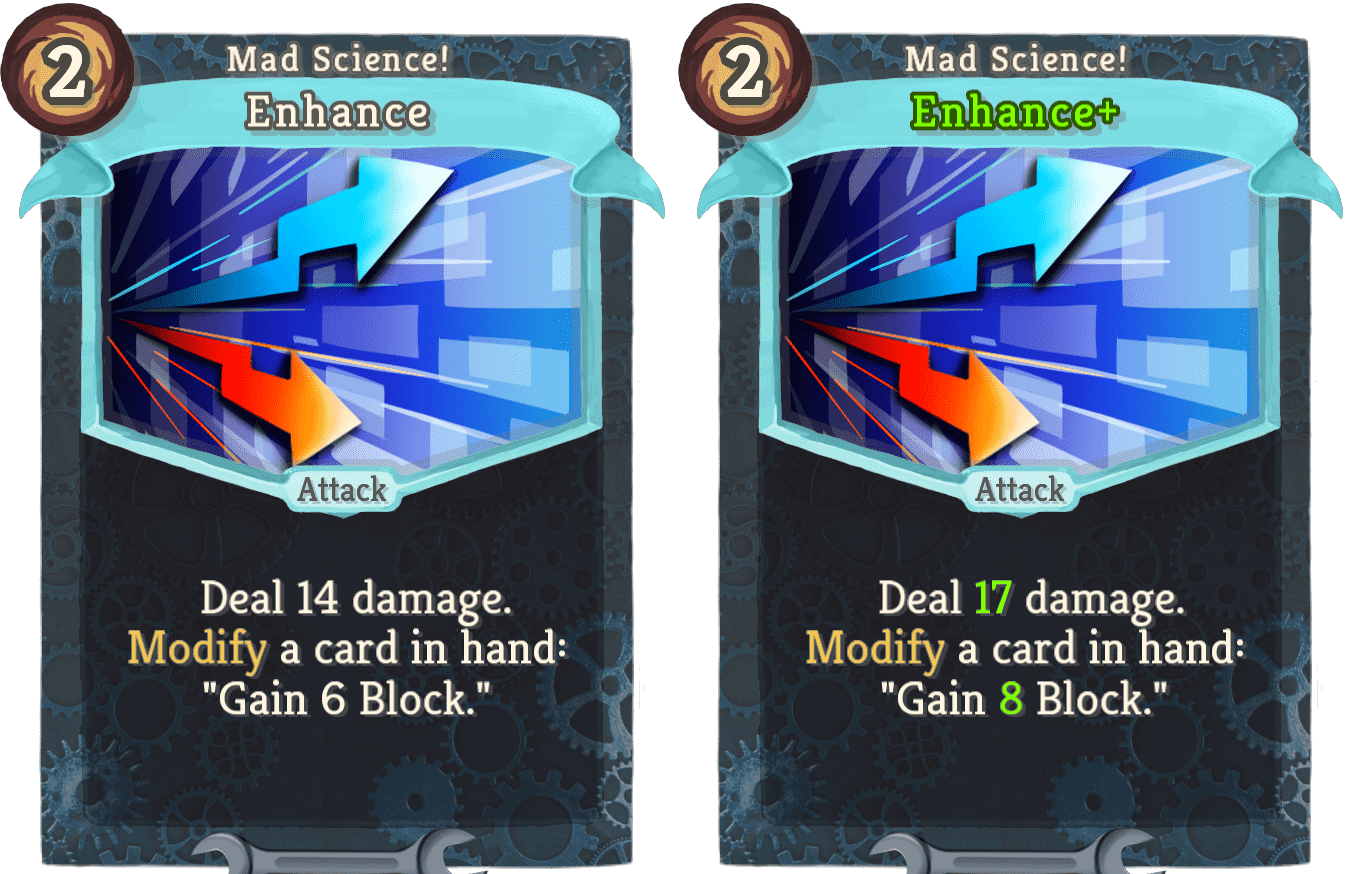 2
Mad Science!
Enhance
Attack
Deal 14 damage.
Modify a card in hand:
"Gain 6 Block."
2
Mad Science!
Enhance+
Attack
Deal 17 damage.
Modify a card in hand:
"Gain 8 Block."